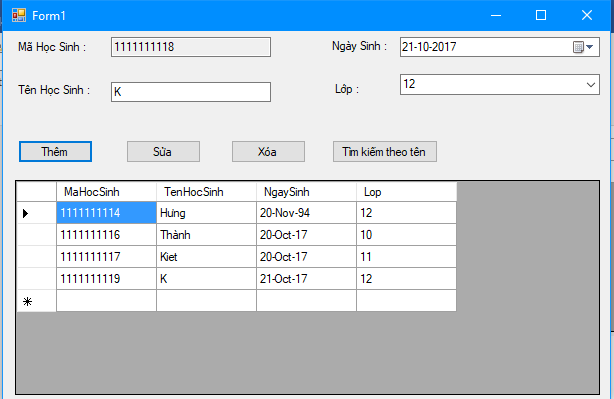 Form1
Mã Học Sinh : 1111111118 Ngày Sinh : 21-10-2017
Tên Học Sinh : K Lớp : 12
Thêm Sửa Xóa Tìm kiếm theo tên
MaHocSinh TenHocSinh NgaySinh Lop
1111111114 Hưng 20-Nov-94 12
1111111116 Thành 20-Oct-17 10
1111111117 Kiet 20-Oct-17 11
1111111119 K 21-Oct-17 12